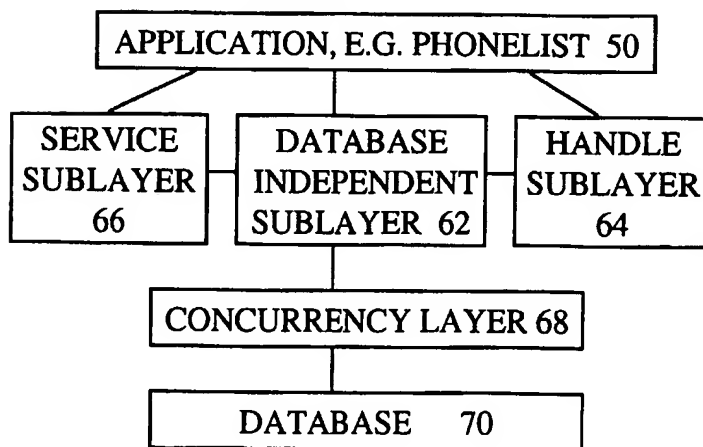 APPLICATION, E.G. PHONELIST 50
SERVICE
SUBLAYER
66
DATABASE
INDEPENDENT
SUBLAYER 62
HANDLE
SUBLAYER
64
CONCURRENCY LAYER 68
DATABASE 70